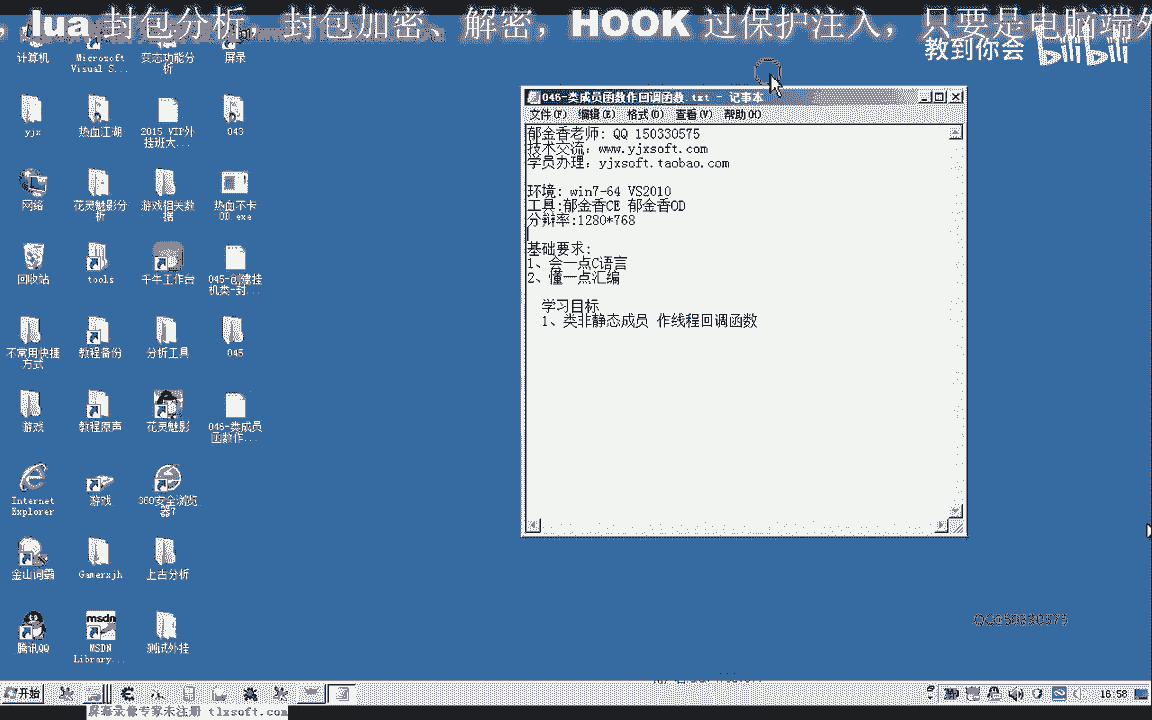 ，lua 封包分析，封包加密、解密，HOOK 过保护注入，只要是电脑端外
教到你会 bilibili
计算机
Microsoft Visual S...
变态功能分析
屏录
yjx
热血江湖
2015 VIP外挂班大...
043
网络
花灵魅影分析
游戏相关数据
热血不卡OD.exe
回收站
tools
千牛工作台
045-创建挂机类-封...
不常用快捷方式
教程备份
分析工具
045
游戏
教程原声
花灵魅影
046-类成员函数作...
Internet Explorer
游戏
360安全浏览器7
金山词霸
Gamerxjh
上古分析
腾讯QQ
MSDN Library...
测试外挂
046-类成员函数作回调函数.txt - 记事本
文件(F) 编辑(E) 格式(O) 查看(V) 帮助(H)
郁金香老师: QQ 150330575
技术交流：www.yjxsoft.com
学员办理：yjxsoft.taobao.com
环境: win7-64 VS2010
工具:郁金香CE 郁金香OD
分辩率:1280*768
基础要求:
1、会一点C语言
2、懂一点汇编
学习目标
1、类非静态成员 作线程回调函数
开始
16:58
屏幕录像专家未注册 tlxsoft.com